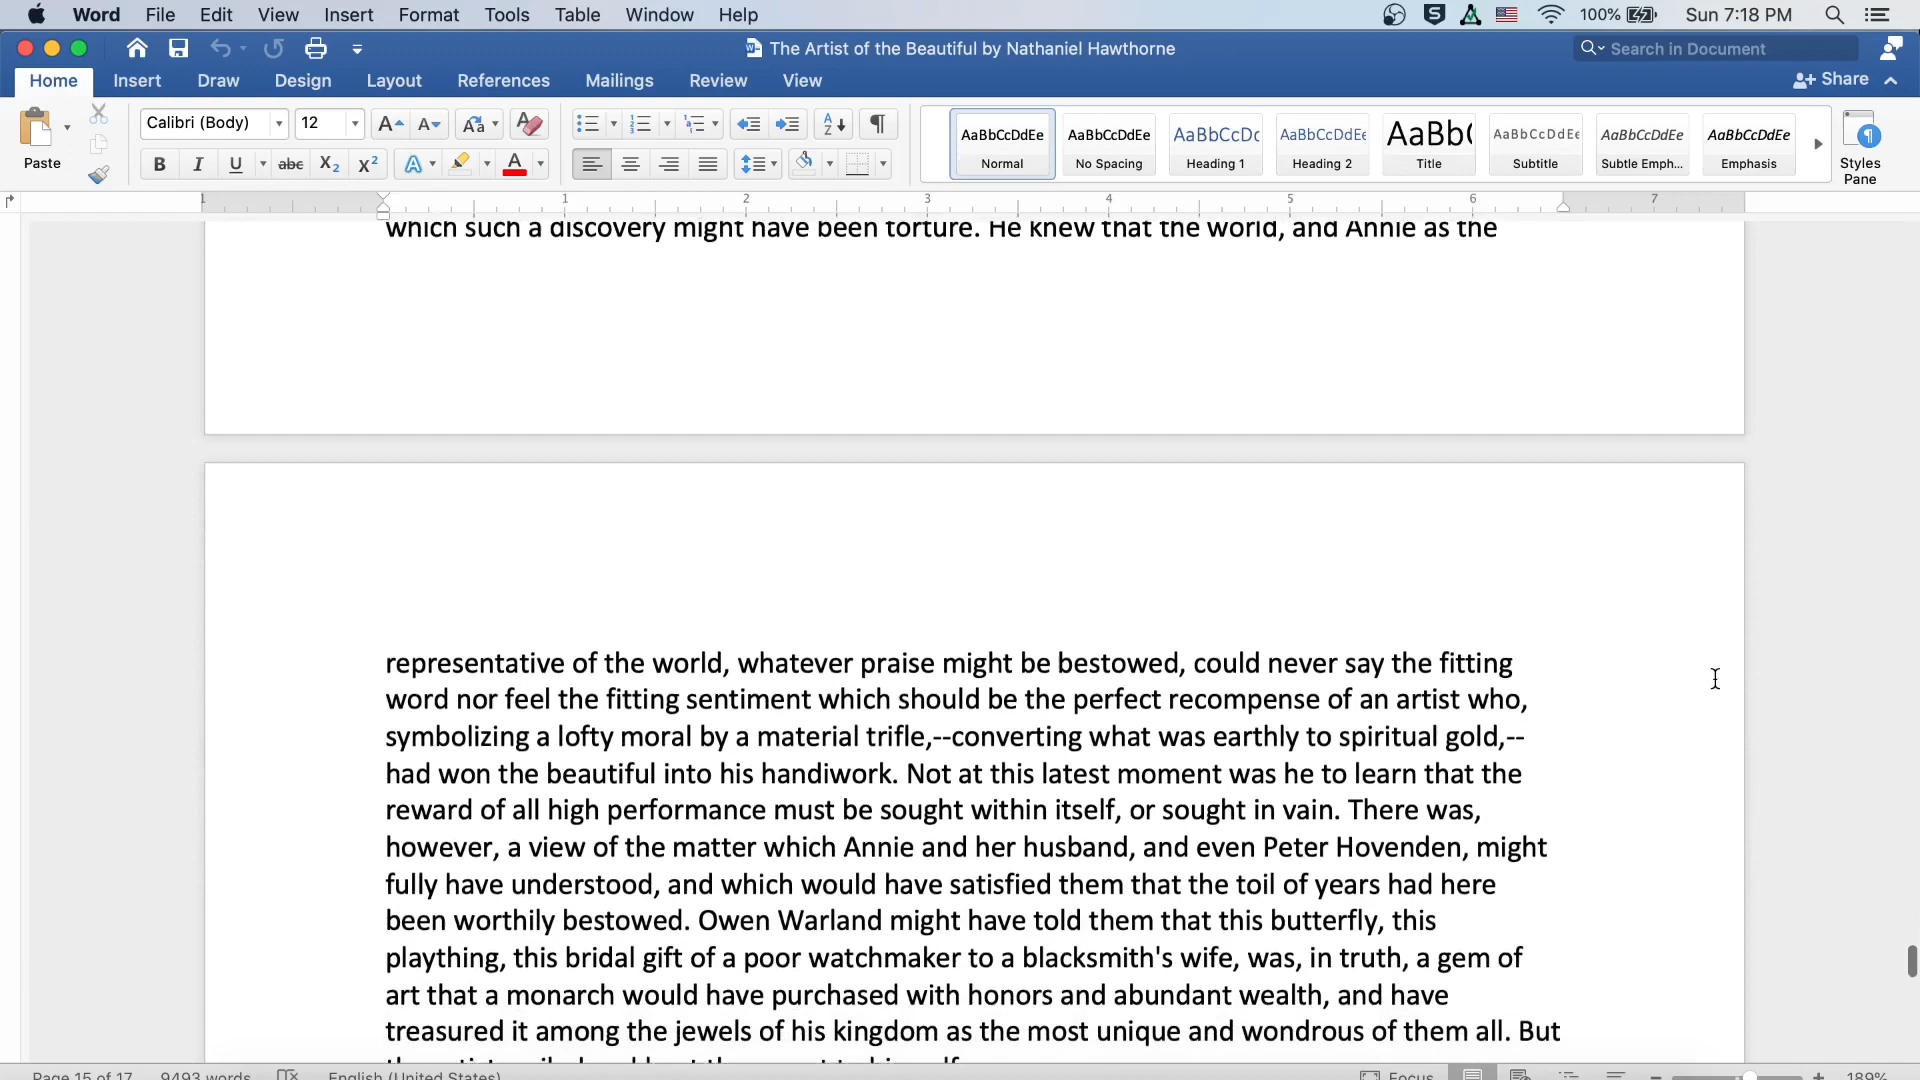 Word File Edit View Insert Format Tools Table Window Help 100% Sun 7:18 PM
The Artist of the Beautiful by Nathaniel Hawthorne Search in Document
Home Insert Draw Design Layout References Mailings Review View Share
Calibri (Body) 12
AaBbCcDdEe AaBbCcDdEe AaBbCcDc AaBbCcDdEe AaBb( AaBbCcDdEe AaBbCcDdEe AaBbCcDdEe
Paste Normal No Spacing Heading 1 Heading 2 Title Subtitle Subtle Emph... Emphasis Styles Pane
1 1 2 3 4 5 6 7
which such a discovery might have been torture. He knew that the world, and Annie as the
representative of the world, whatever praise might be bestowed, could never say the fitting
word nor feel the fitting sentiment which should be the perfect recompense of an artist who,
symbolizing a lofty moral by a material trifle,--converting what was earthly to spiritual gold,--
had won the beautiful into his handiwork. Not at this latest moment was he to learn that the
reward of all high performance must be sought within itself, or sought in vain. There was,
however, a view of the matter which Annie and her husband, and even Peter Hovenden, might
fully have understood, and which would have satisfied them that the toil of years had here
been worthily bestowed. Owen Warland might have told them that this butterfly, this
plaything, this bridal gift of a poor watchmaker to a blacksmith's wife, was, in truth, a gem of
art that a monarch would have purchased with honors and abundant wealth, and have
treasured it among the jewels of his kingdom as the most unique and wondrous of them all. But
Page 15 of 17 9493 words English (United States) Focus 189%